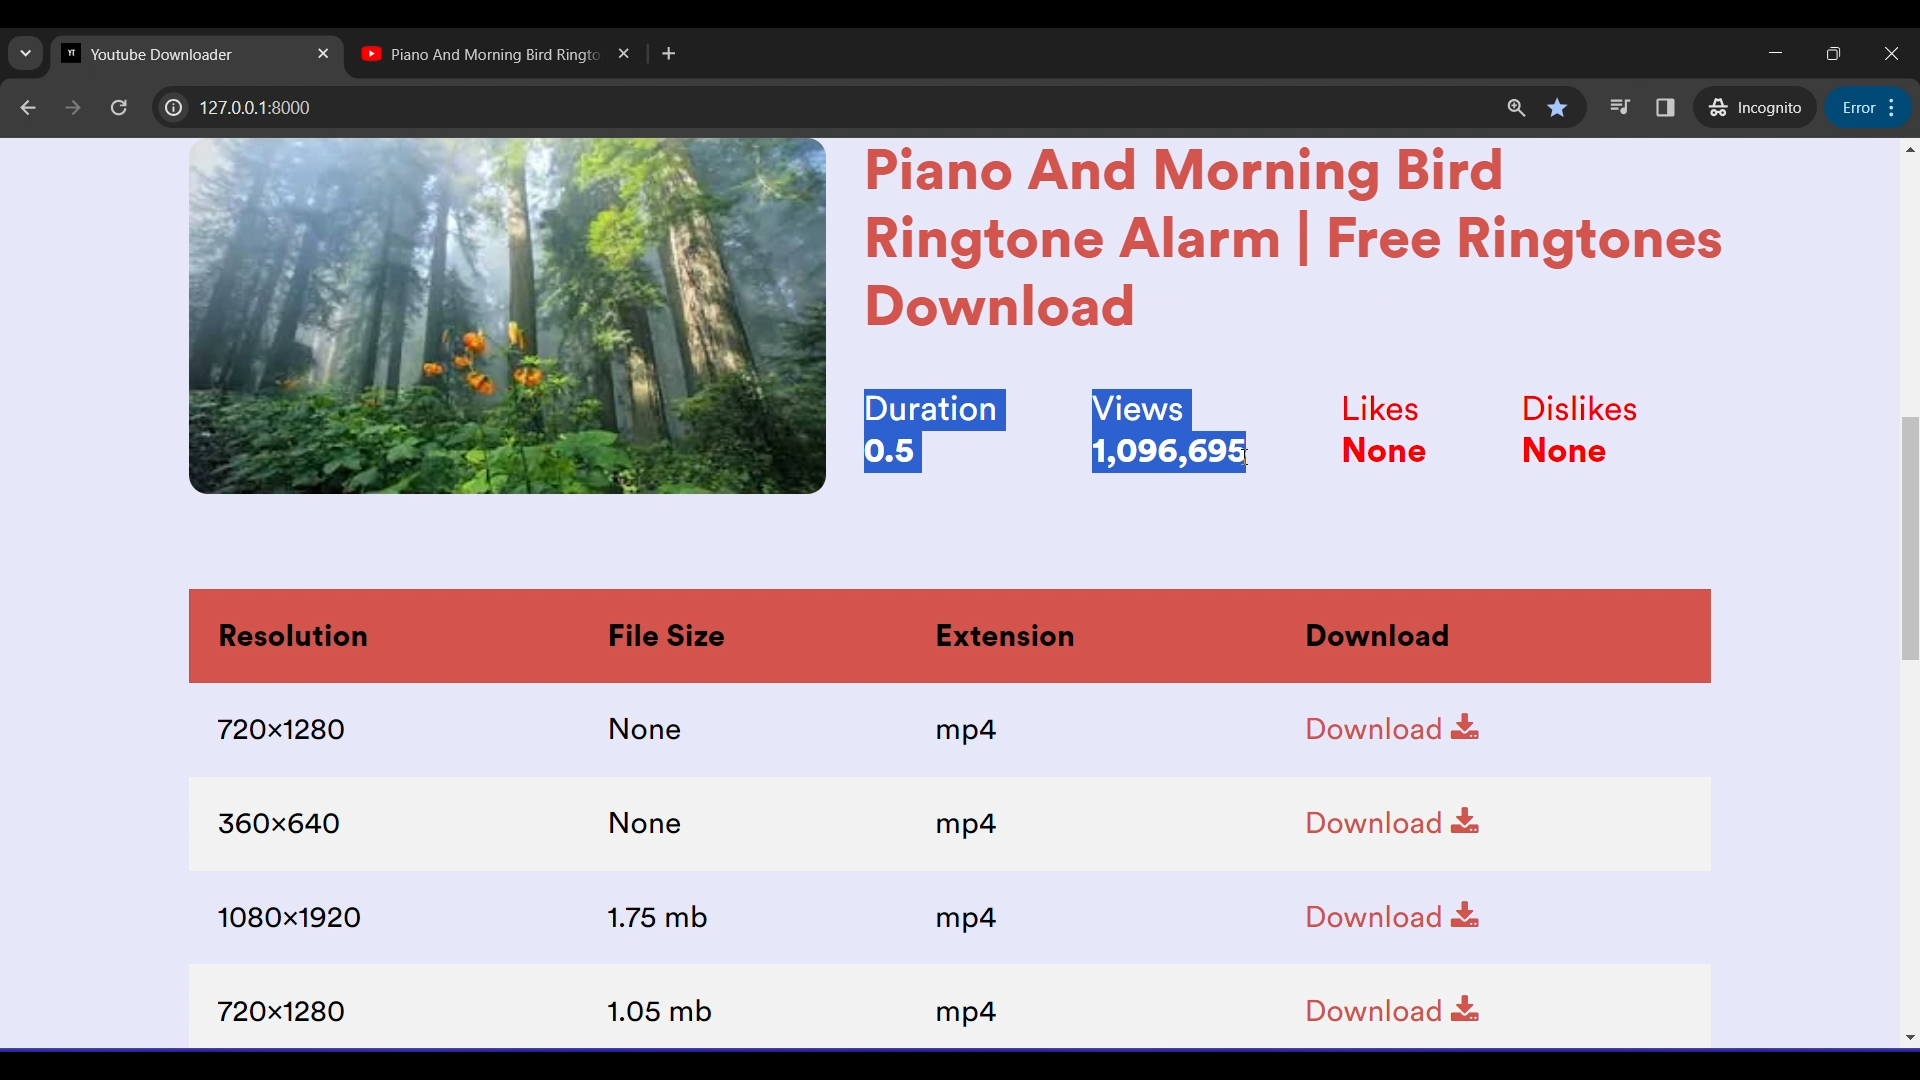 YT
Youtube Downloader
Piano And Morning Bird Ringto
127.0.0.1:8000
Incognito
Error
Piano And Morning Bird
Ringtone Alarm | Free Ringtones
Download
Duration Views Likes Dislikes
0.5 1,096,695 None None
Resolution File Size Extension Download
720×1280 None mp4 Download
360×640 None mp4 Download
1080×1920 1.75 mb mp4 Download
720×1280 1.05 mb mp4 Download